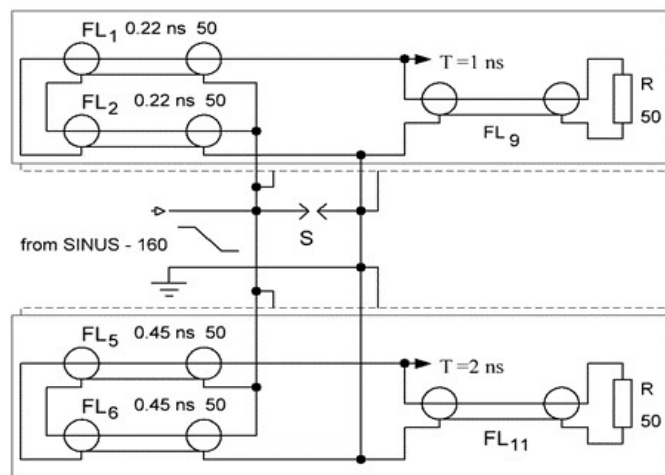 FL1 0.22 ns 50
T = 1 ns
FL2 0.22 ns 50
R
50
FL9
from SINUS - 160
S
FL5 0.45 ns 50
T = 2 ns
FL6 0.45 ns 50
R
50
FL11